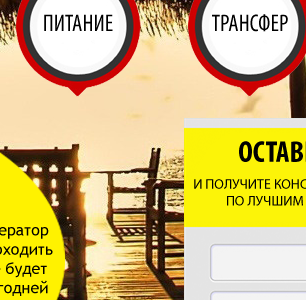 ПИТАНИЕ
ТРАНСФЕР
ОСТАВ
И ПОЛУЧИТЕ КОНС
ПО ЛУЧШИМ
ератор
оходить
будет
годней